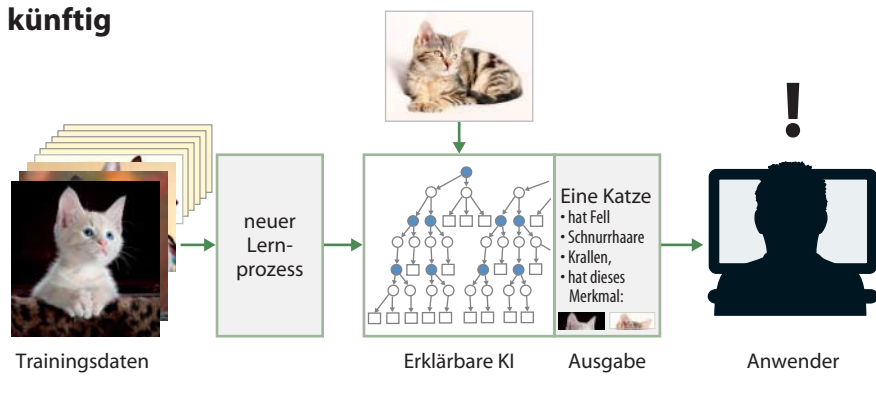 künftig
!
neuer
Lern-
prozess
Eine Katze
• hat Fell
• Schnurrhaare
• Krallen,
• hat dieses
Merkmal:
Trainingsdaten
Erklärbare KI
Ausgabe
Anwender